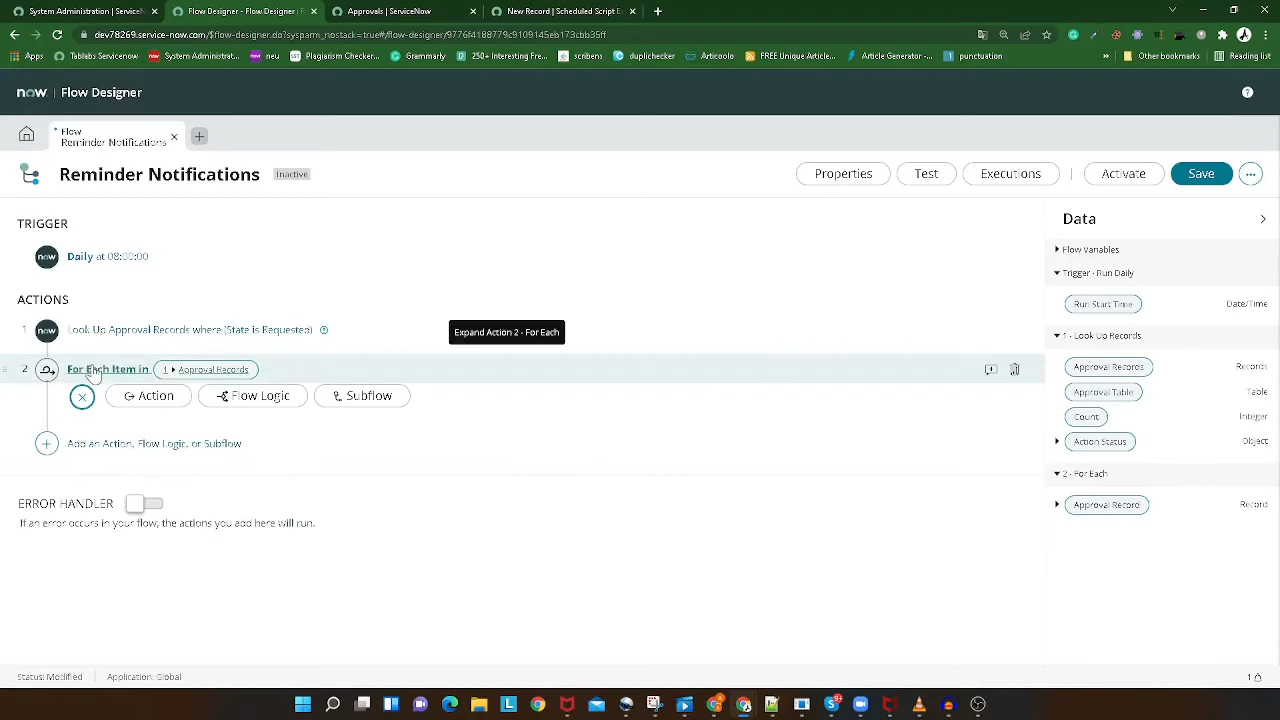 System Administration | ServiceN
Flow Designer - Flow Designer : R
Approvals | ServiceNow
New Record | Scheduled Script E
dev78269.service-now.com/$flow-designer.do?sysparm_nostack=true#/flow-designer/9776f4188779c9109145eb173cbb35ff
Apps
Tablabs Servicenow
System Administrat...
neu
Plagiarism Checker...
Grammarly
250+ Interesting Fre...
scribens
duplichecker
Articoolo
FREE Unique Article...
Article Generator -...
punctuation
»
Other bookmarks
Reading list
now. | Flow Designer
Flow
Reminder Notifications
Reminder Notifications
Inactive
Properties
Test
Executions
Activate
Save
TRIGGER
now Daily at 08:00:00
ACTIONS
1 now Look Up Approval Records where (State is Requested)
Expand Action 2 - For Each
2 For Each Item in 1 Approval Records
Action
Flow Logic
Subflow
Add an Action, Flow Logic, or Subflow
ERROR HANDLER
If an error occurs in your flow, the actions you add here will run.
Data
Flow Variables
Trigger - Run Daily
Run Start Time Date/Time
1 - Look Up Records
Approval Records Records
Approval Table Table
Count Integer
Action Status Object
2 - For Each
Approval Record Record
Status: Modified
Application: Global
1